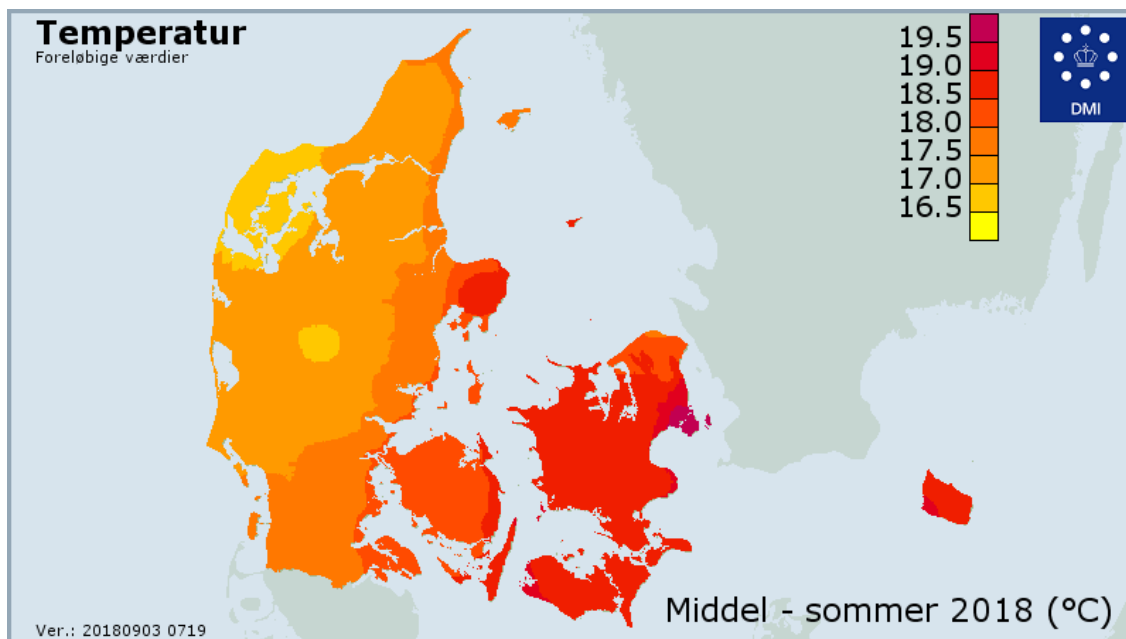 Temperatur
Foreløbige værdier
19.5
19.0
18.5
18.0
17.5
17.0
16.5
DMI
Middel - sommer 2018 (°C)
Ver.: 20180903 0719